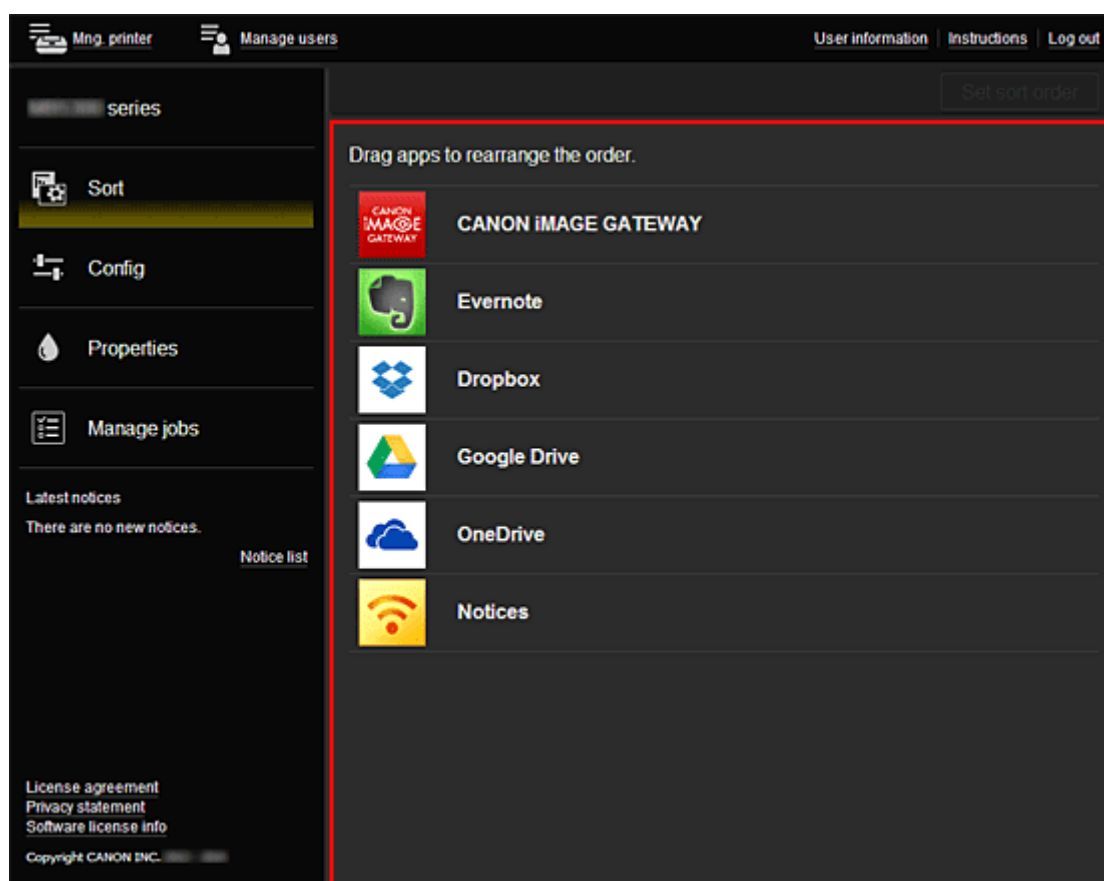 Mng. printer
Manage users
User information
Instructions
Log out
series
Set sort order
Sort
Config
Properties
Manage jobs
Latest notices
There are no new notices.
Notice list
License agreement
Privacy statement
Software license info
Copyright CANON INC.
Drag apps to rearrange the order.
CANON
iMAGE
GATEWAY
CANON iMAGE GATEWAY
Evernote
Dropbox
Google Drive
OneDrive
Notices